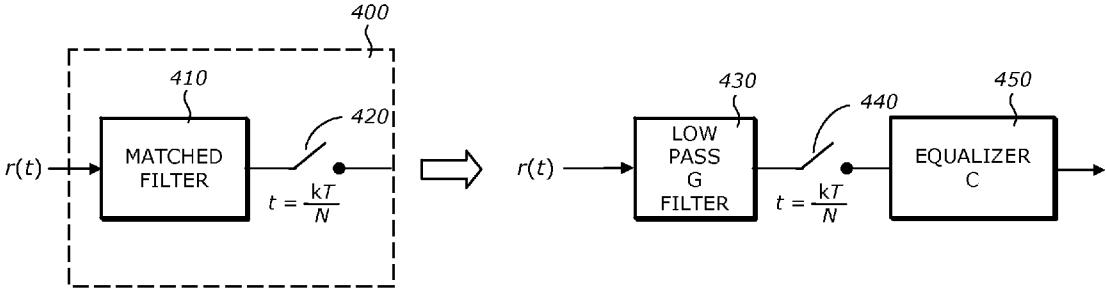 400
410
420
MATCHED
FILTER
r(t)
t = kT/N
430
440
450
LOW
PASS
G
FILTER
r(t)
t = kT/N
EQUALIZER
C